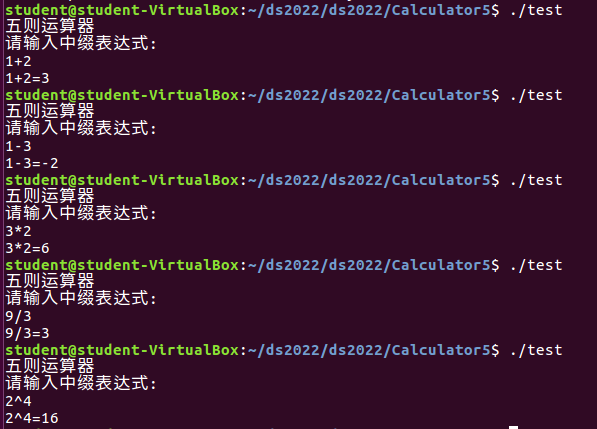 student@student-VirtualBox:~/ds2022/ds2022/Calculator5$ ./test
五则运算器
请输入中缀表达式:
1+2
1+2=3
student@student-VirtualBox:~/ds2022/ds2022/Calculator5$ ./test
五则运算器
请输入中缀表达式:
1-3
1-3=-2
student@student-VirtualBox:~/ds2022/ds2022/Calculator5$ ./test
五则运算器
请输入中缀表达式:
3*2
3*2=6
student@student-VirtualBox:~/ds2022/ds2022/Calculator5$ ./test
五则运算器
请输入中缀表达式:
9/3
9/3=3
student@student-VirtualBox:~/ds2022/ds2022/Calculator5$ ./test
五则运算器
请输入中缀表达式:
2^4
2^4=16